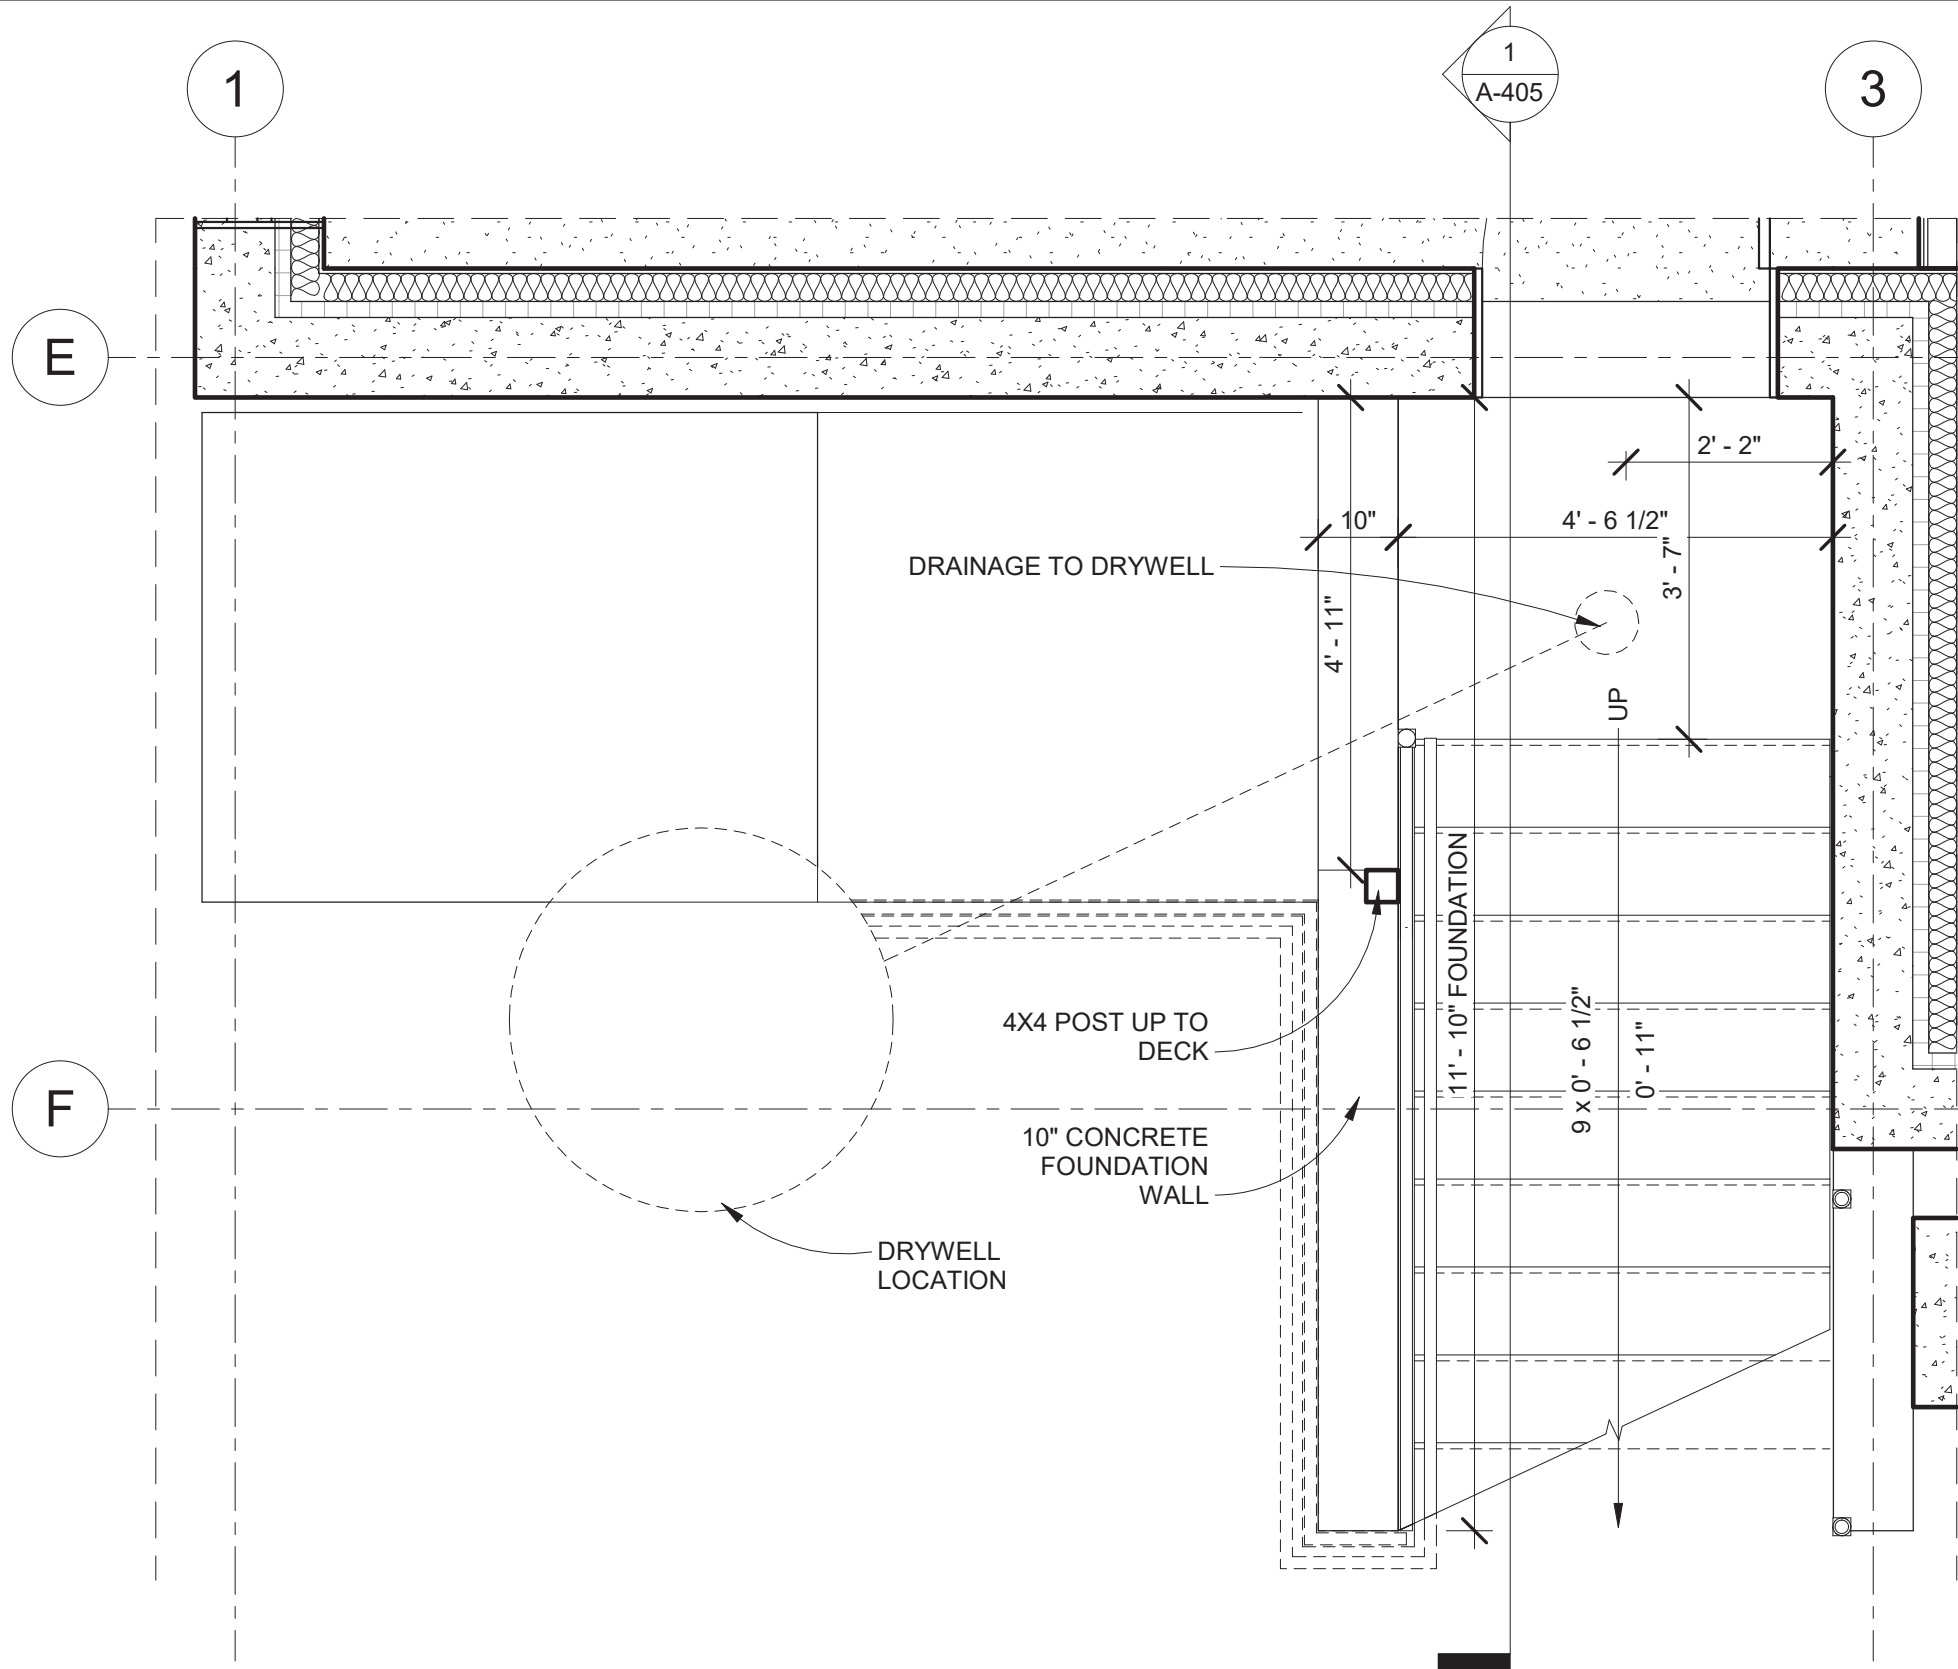 1
1
A-405
3
E
2' - 2"
10"
4' - 6 1/2"
3' - 7"
DRAINAGE TO DRYWELL
4' - 11"
UP
11' - 10" FOUNDATION
4X4 POST UP TO
DECK
9 x 0' - 6 1/2"
0' - 11"
F
10" CONCRETE
FOUNDATION
WALL
DRYWELL
LOCATION